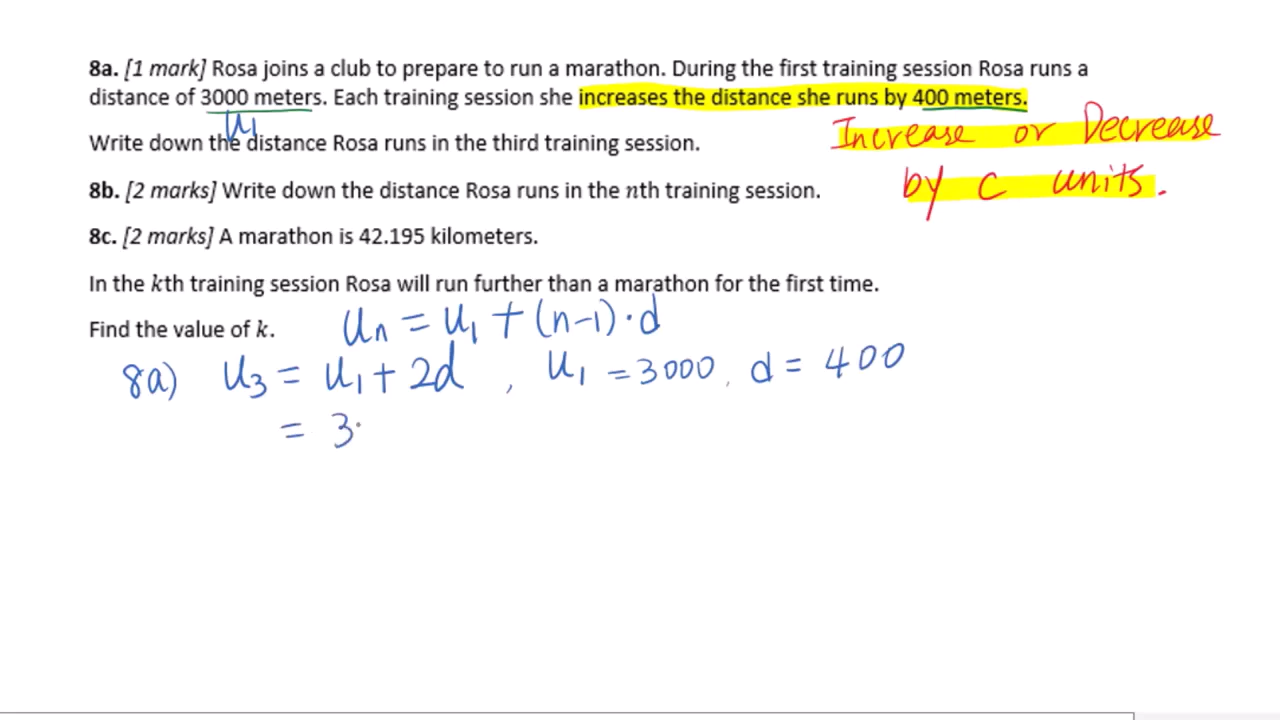 8a. [1 mark] Rosa joins a club to prepare to run a marathon. During the first training session Rosa runs a
distance of 3000 meters. Each training session she increases the distance she runs by 400 meters.
u₁
Increase or Decrease
Write down the distance Rosa runs in the third training session.
by c units.
8b. [2 marks] Write down the distance Rosa runs in the nth training session.
8c. [2 marks] A marathon is 42.195 kilometers.
In the kth training session Rosa will run further than a marathon for the first time.
Find the value of k.
uₙ = u₁ + (n-1)·d
8a) u₃ = u₁ + 2d , u₁ = 3000, d = 400
= 3